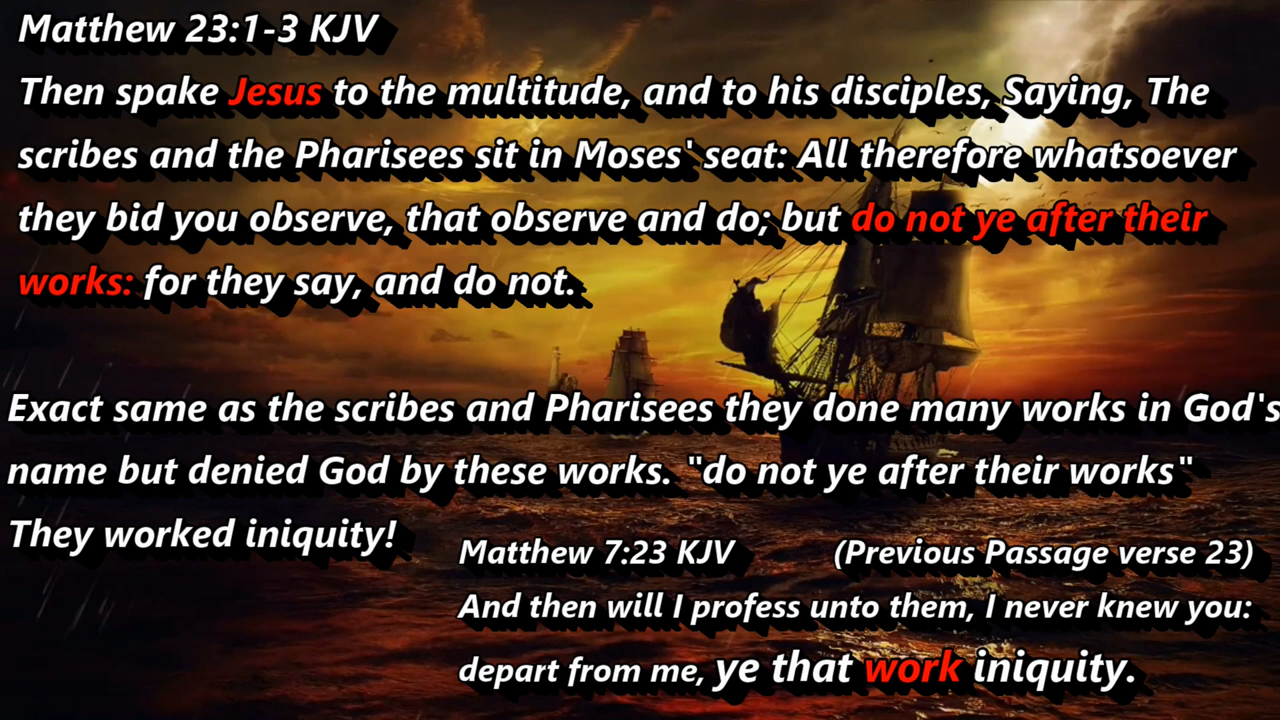 Matthew 23:1-3 KJV
Then spake Jesus to the multitude, and to his disciples, Saying, The
scribes and the Pharisees sit in Moses' seat: All therefore whatsoever
they bid you observe, that observe and do; but do not ye after their
works: for they say, and do not.
Exact same as the scribes and Pharisees they done many works in God's
name but denied God by these works. "do not ye after their works"
They worked iniquity!
Matthew 7:23 KJV (Previous Passage verse 23)
And then will I profess unto them, I never knew you:
depart from me, ye that work iniquity.